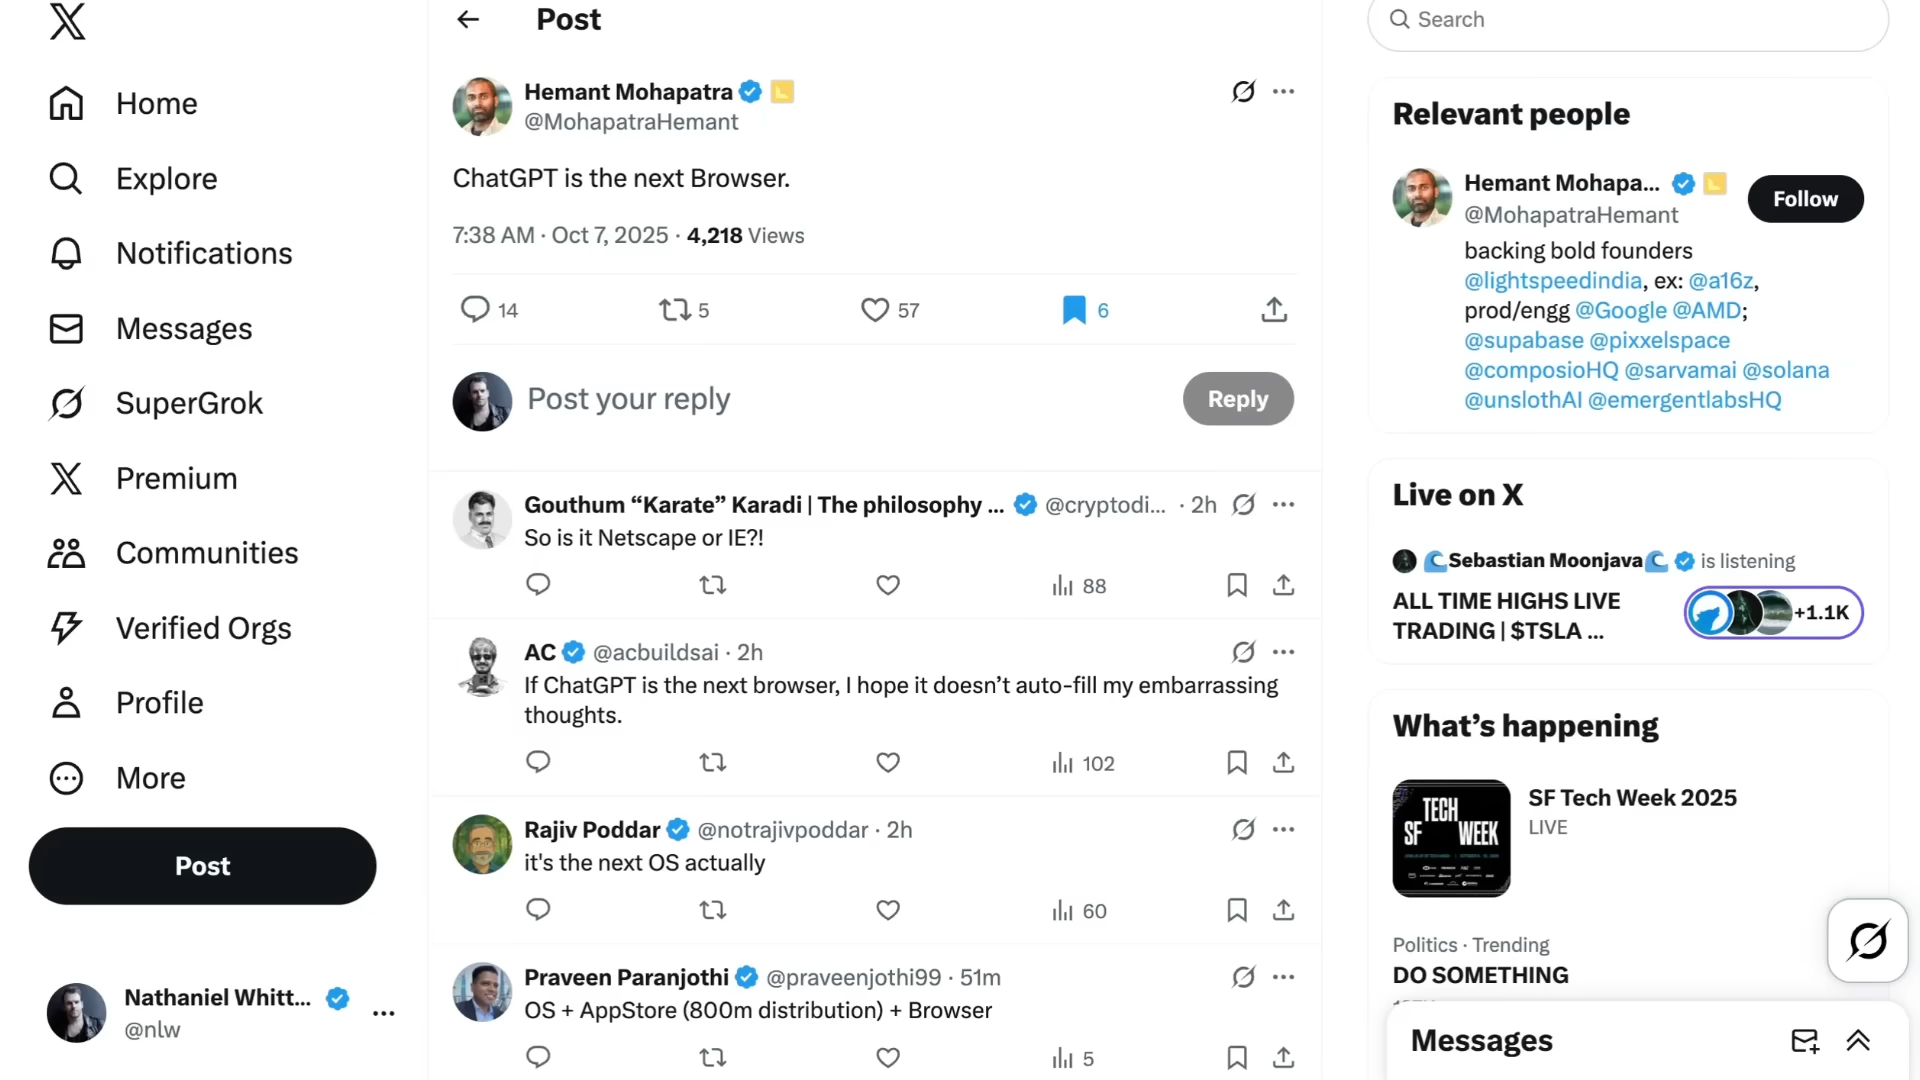 Home
Explore
Notifications
Messages
SuperGrok
Premium
Communities
Verified Orgs
Profile
More
Post
Nathaniel Whitt...
@nlw
Post
Hemant Mohapatra
@MohapatraHemant
ChatGPT is the next Browser.
7:38 AM · Oct 7, 2025 · 4,218 Views
14 5 57 6
Post your reply
Reply
Gouthum “Karate” Karadi | The philosophy ... @cryptodi... · 2h
So is it Netscape or IE?!
88
AC @acbuildsai · 2h
If ChatGPT is the next browser, I hope it doesn’t auto-fill my embarrassing
thoughts.
102
Rajiv Poddar @notrajivpoddar · 2h
it's the next OS actually
60
Praveen Paranjothi @praveenjothi99 · 51m
OS + AppStore (800m distribution) + Browser
5
Search
Relevant people
Hemant Mohapa...
@MohapatraHemant
Follow
backing bold founders
@lightspeedindia, ex: @a16z,
prod/engg @Google @AMD;
@supabase @pixxelspace
@composioHQ @sarvamai @solana
@unslothAI @emergentlabsHQ
Live on X
Sebastian Moonjava is listening
ALL TIME HIGHS LIVE
TRADING | $TSLA ...
+1.1K
What’s happening
SF TECH WEEK
SF Tech Week 2025
LIVE
Politics · Trending
DO SOMETHING
Messages